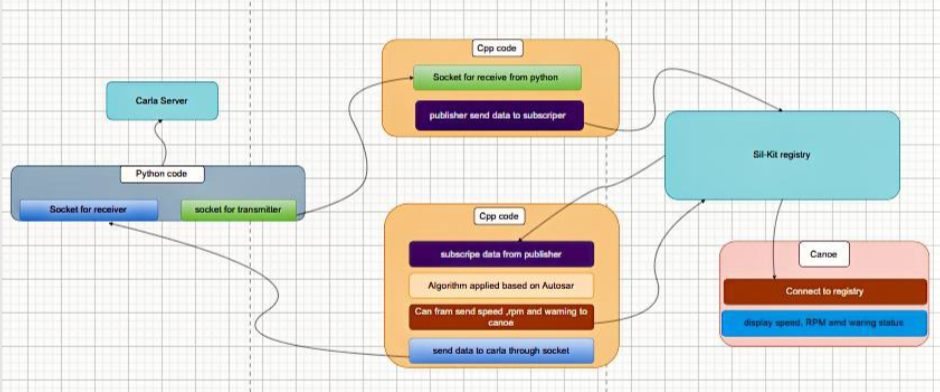 Cpp code
Socket for receive from python
publisher send data to subscriper
Carla Server
Python code
Socket for receiver
socket for transmitter
Sil-Kit registry
Cpp code
subscripe data from publisher
Algorithm applied based on Autosar
Can fram send speed ,rpm and warning to
canoe
send data to carla through socket
Canoe
Connect to registry
display speed, RPM amd waring status